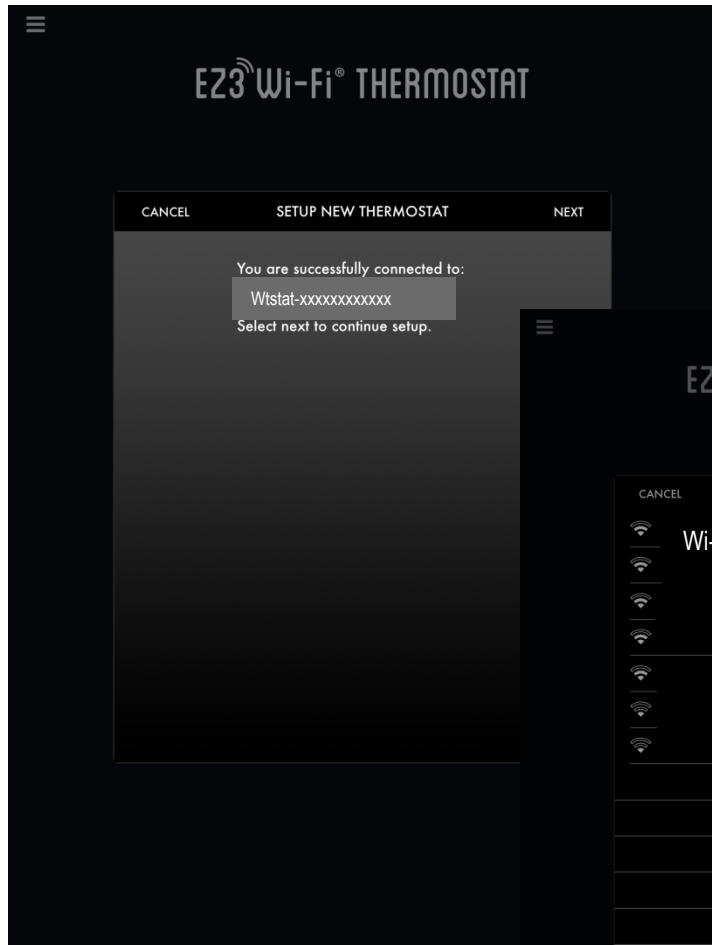 EZ3 Wi-Fi® THERMOSTAT
CANCEL SETUP NEW THERMOSTAT NEXT
You are successfully connected to:
Wtstat-xxxxxxxxxxxx
Select next to continue setup.
EZ
CANCEL
Wi-